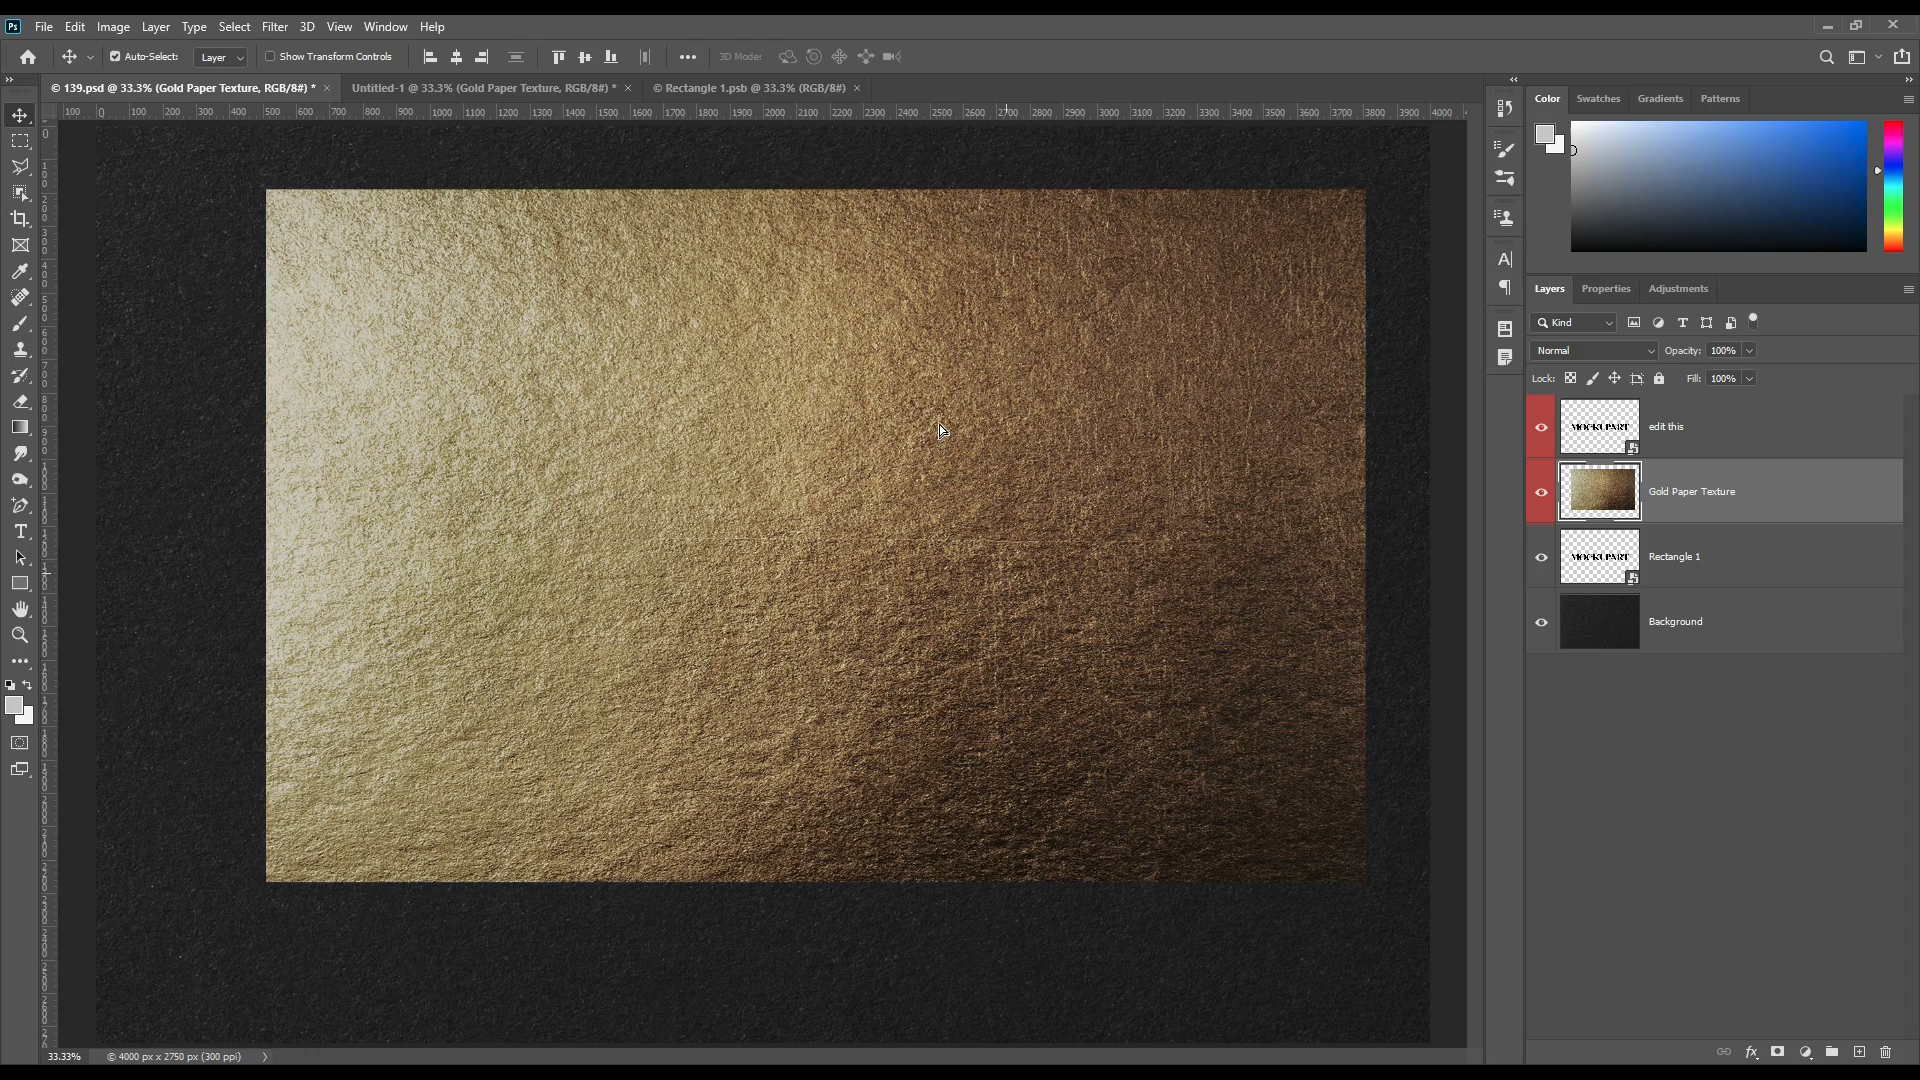 Ps File Edit Image Layer Type Select Filter 3D View Window Help
Auto-Select: Layer Show Transform Controls 3D Mode:
© 139.psd @ 33.3% (Gold Paper Texture, RGB/8#) * Untitled-1 @ 33.3% (Gold Paper Texture, RGB/8#) * © Rectangle 1.psb @ 33.3% (RGB/8#)
100 0 100 200 300 400 500 600 700 800 900 1000 1100 1200 1300 1400 1500 1600 1700 1800 1900 2000 2100 2200 2300 2400 2500 2600 2700 2800 2900 3000 3100 3200 3300 3400 3500 3600 3700 3800 3900 4000
Color Swatches Gradients Patterns
Layers Properties Adjustments
Kind
Normal Opacity: 100%
Lock: Fill: 100%
MOCKUPART edit this
Gold Paper Texture
MOCKUPART Rectangle 1
Background
33.33% © 4000 px x 2750 px (300 ppi)